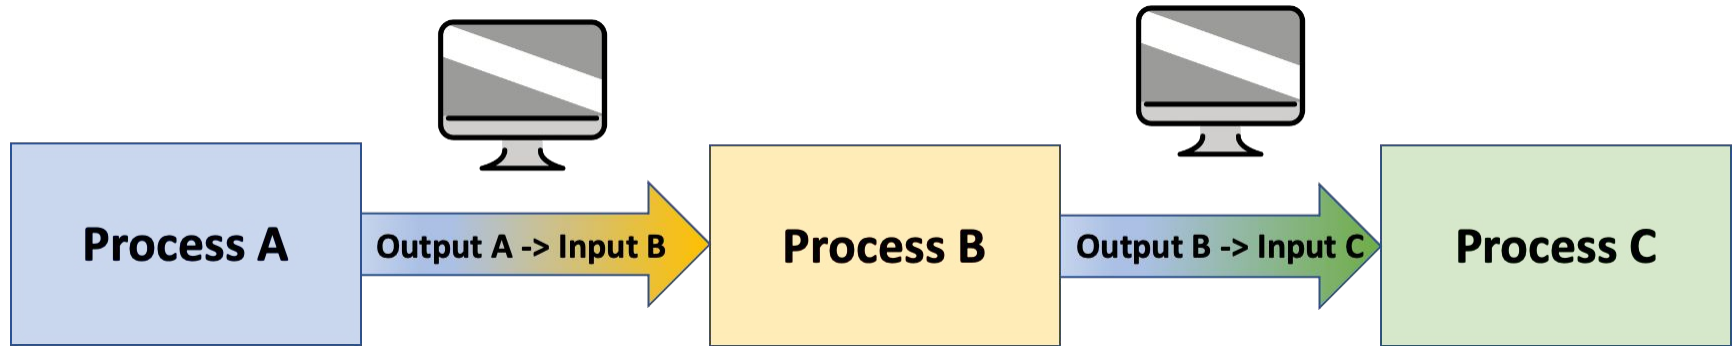 Process A
Output A -> Input B
Process B
Output B -> Input C
Process C